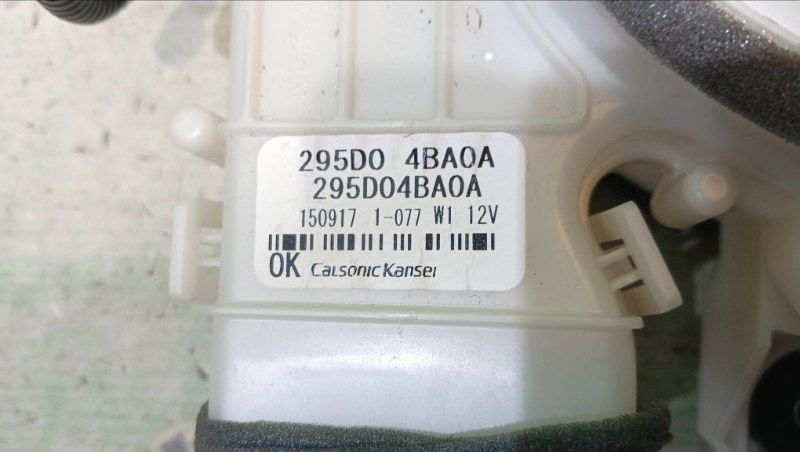 295D0 4BA0A
295D04BA0A
150917 1-077 W1 12V
OK CalsonicKansei